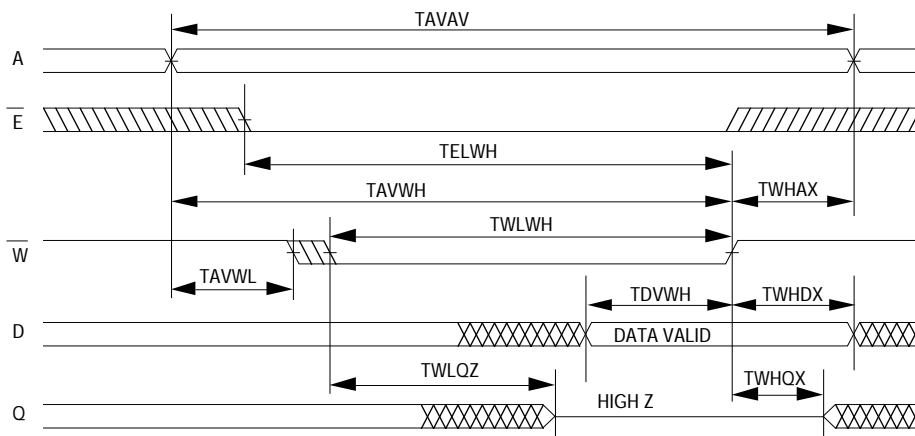 TAVAV
A
E
TELWH
TAVWH TWHAX
TWLWH
W
TAVWL
TDVWH TWHDX
D DATA VALID
TWLQZ TWHQX
Q HIGH Z